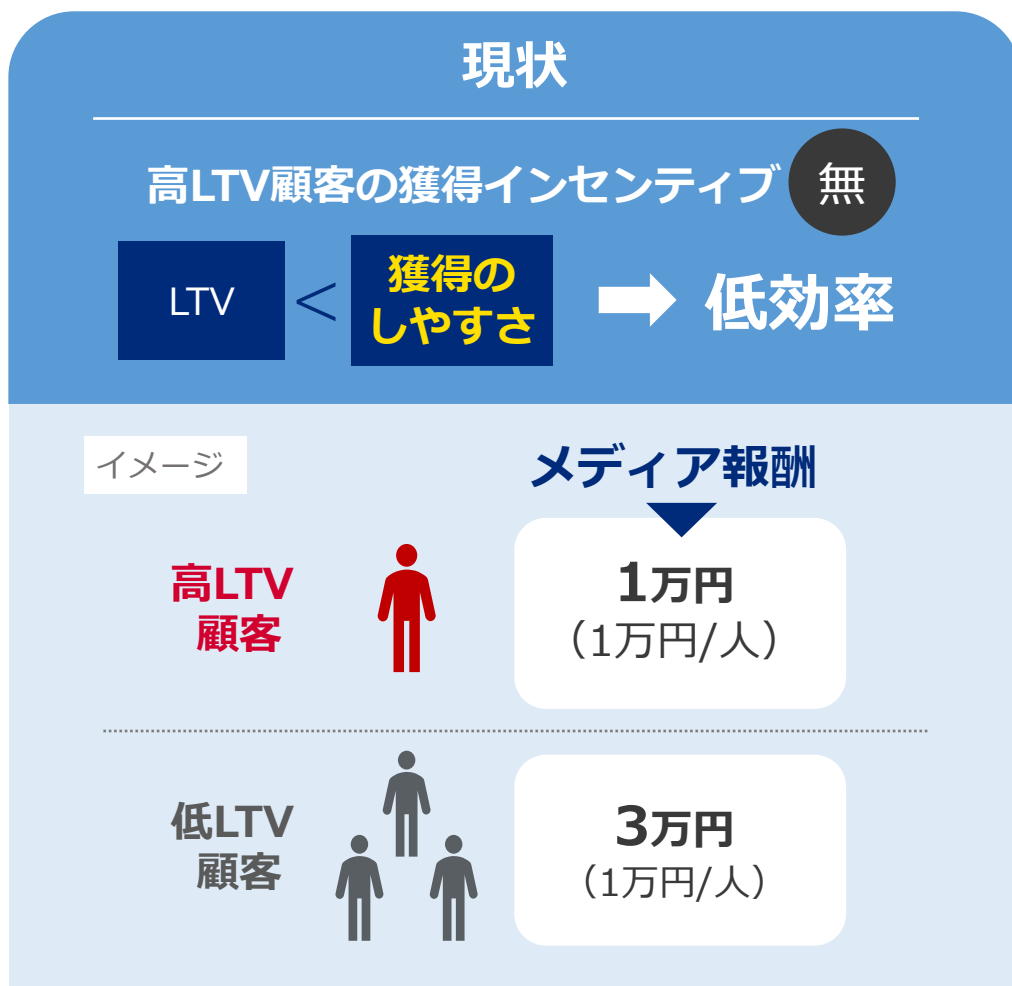 現状
高LTV顧客の獲得インセンティブ 無
LTV < 獲得の
しやすさ
低効率
イメージ
メディア報酬
高LTV
顧客
1万円
（1万円/人）
低LTV
顧客
3万円
（1万円/人）